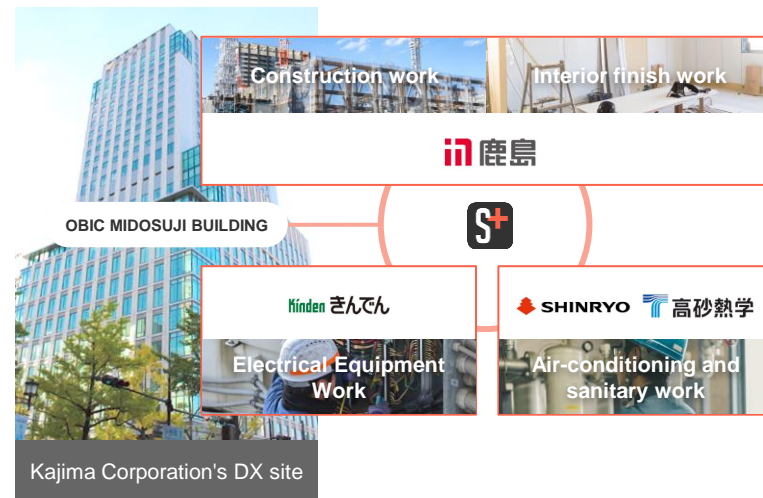 Construction work
Interior finish work
鹿島
OBIC MIDOSUJI BUILDING
S+
Kinden きんでん
SHINRYO 高砂熱学
Electrical Equipment
Work
Air-conditioning and
sanitary work
Kajima Corporation's DX site